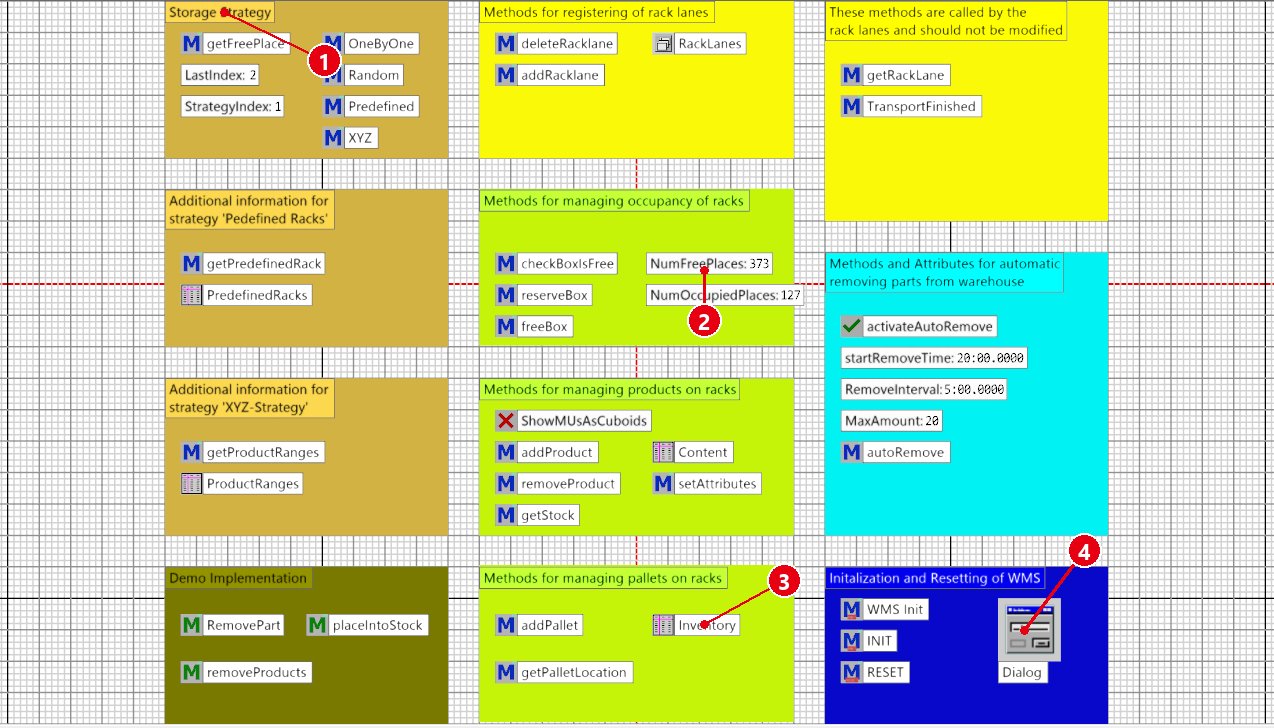 Storage Strategy
getFreePlace
OneByOne
LastIndex: 2
Random
StrategyIndex: 1
Predefined
XYZ
1
Methods for registering of rack lanes
deleteRacklane
RackLanes
addRacklane
These methods are called by the
rack lanes and should not be modified
getRackLane
TransportFinished
Additional information for
strategy 'Pedefined Racks'
getPredefinedRack
PredefinedRacks
Methods for managing occupancy of racks
checkBoxIsFree
NumFreePlaces: 373
reserveBox
NumOccupiedPlaces: 127
freeBox
2
Methods and Attributes for automatic
removing parts from warehouse
activateAutoRemove
startRemoveTime: 20:00.0000
RemoveInterval: 5:00.0000
MaxAmount: 20
autoRemove
Additional information for
strategy 'XYZ-Strategy'
getProductRanges
ProductRanges
Methods for managing products on racks
ShowMUsAsCuboids
addProduct
Content
removeProduct
setAttributes
getStock
Demo Implementation
RemovePart
placeIntoStock
removeProducts
Methods for managing pallets on racks
3
addPallet
Inventory
getPalletLocation
4
Initalization and Resetting of WMS
WMS Init
INIT
RESET
Dialog